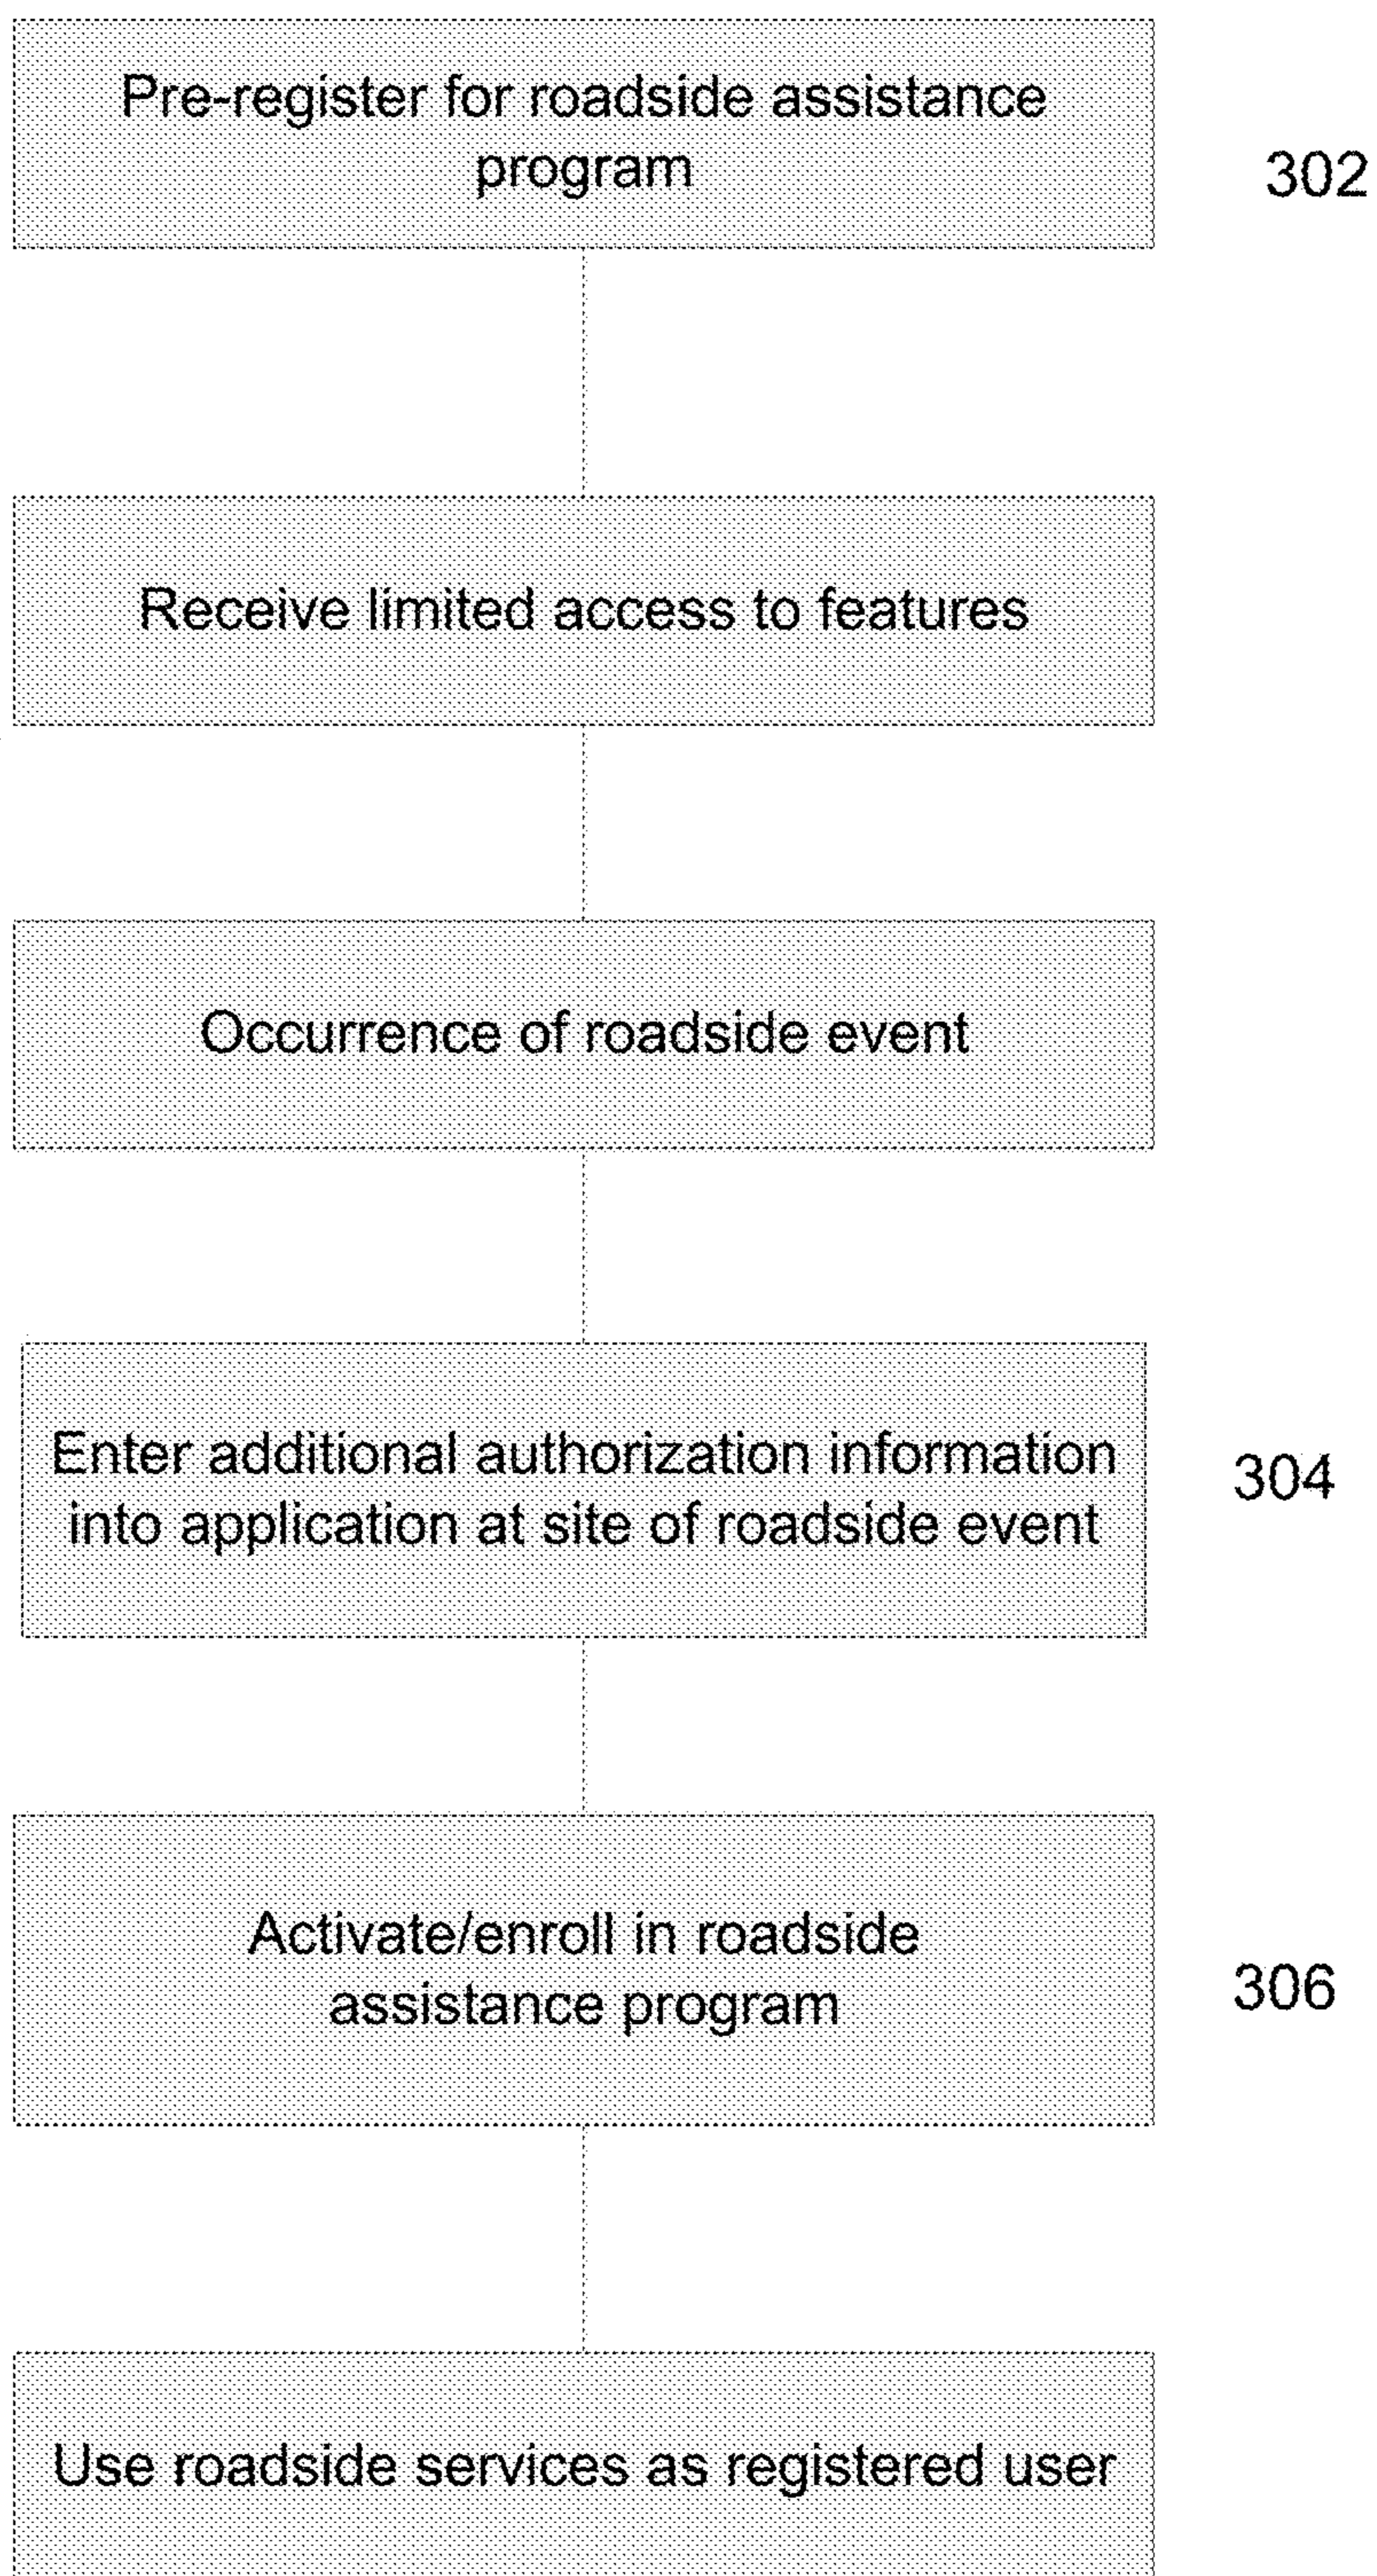 Pre-register for roadside assistance
program
302
Receive limited access to features
Occurrence of roadside event
Enter additional authorization information
into application at site of roadside event
304
Activate/enroll in roadside
assistance program
306
Use roadside services as registered user